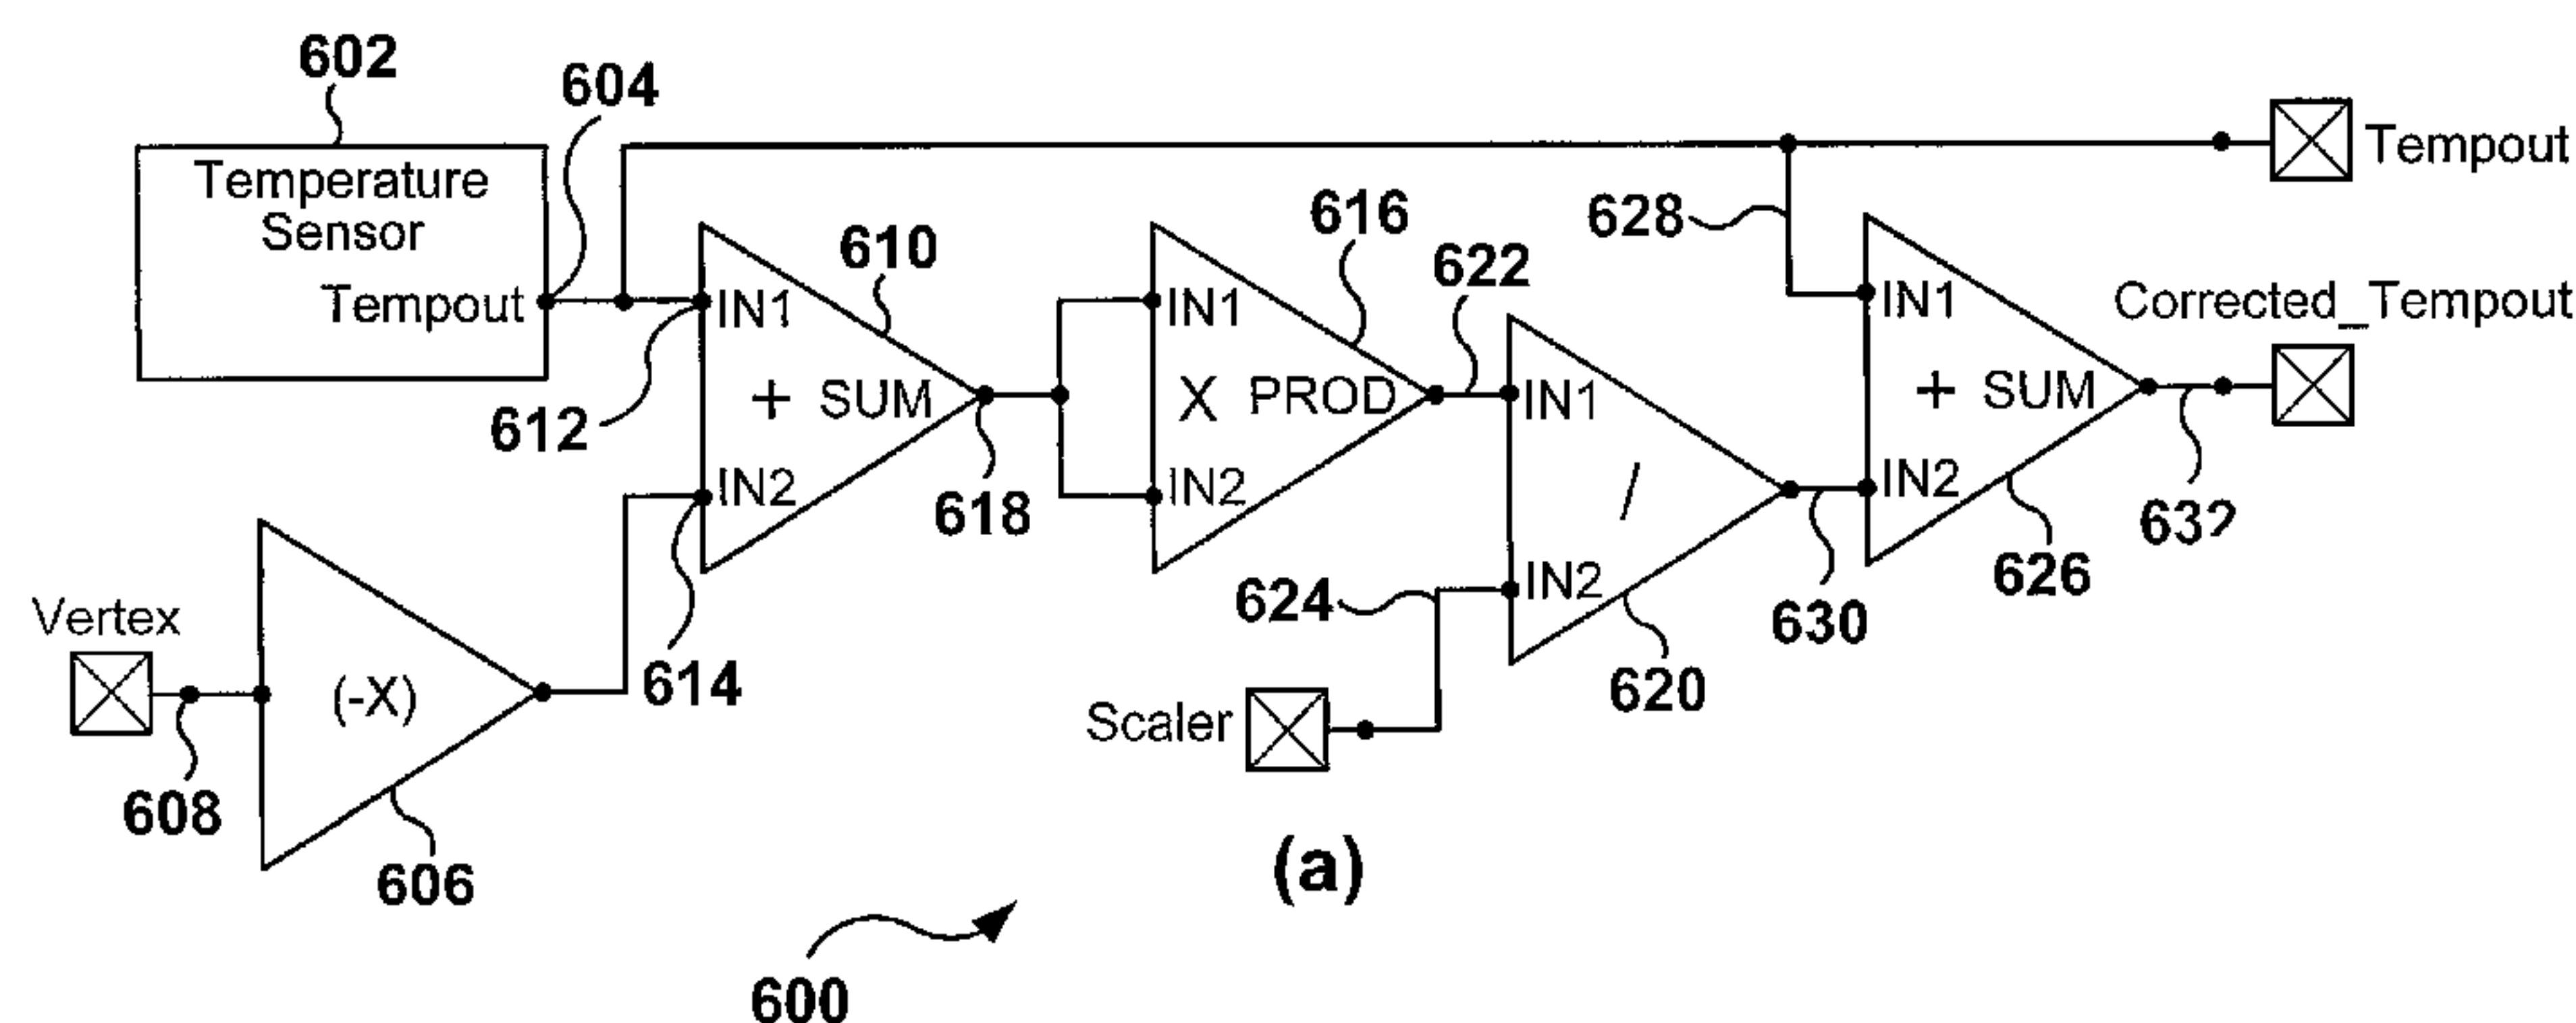 602
604
Temperature
Sensor
Tempout
Tempout
628
616
610
622
IN1
IN1
IN1
Corrected_Tempout
612
+ SUM
X PROD
IN1
+ SUM
IN2
IN2
IN2
618
632
/
626
Vertex
614
624
IN2
630
(-X)
Scaler
620
608
606
(a)
600